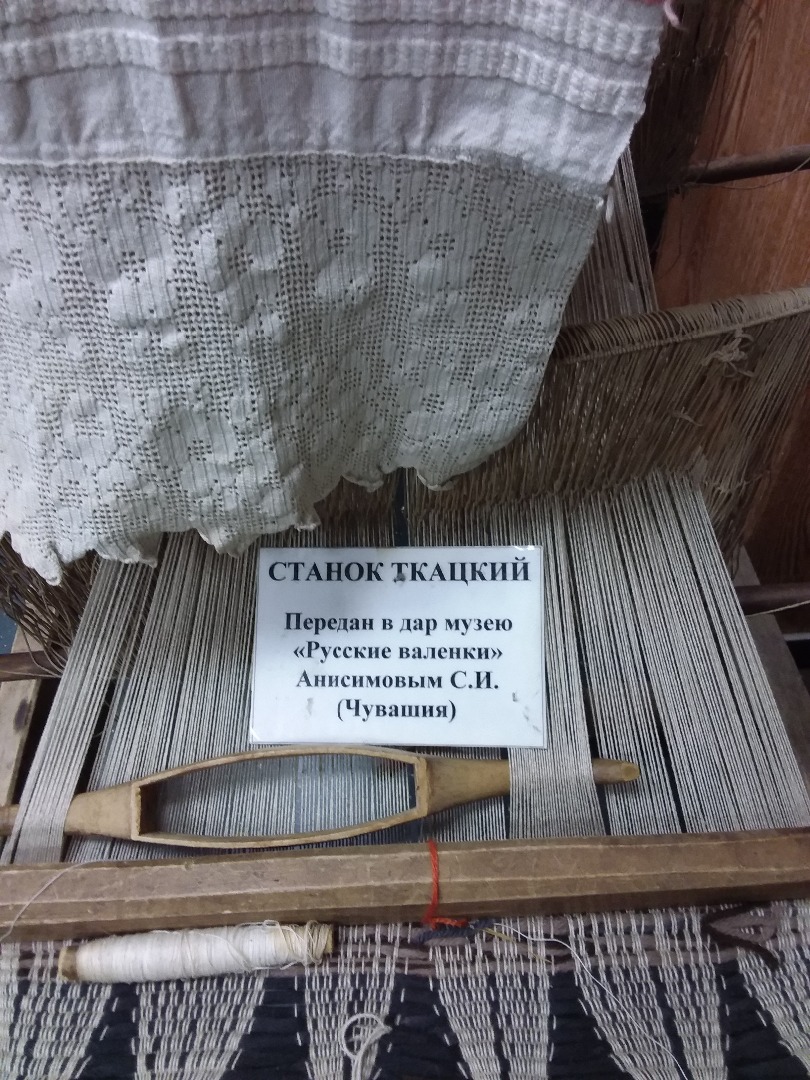 СТАНОК ТКАЦКИЙ
Передан в дар музею
«Русские валенки»
Анисимовым С.И.
(Чувашия)